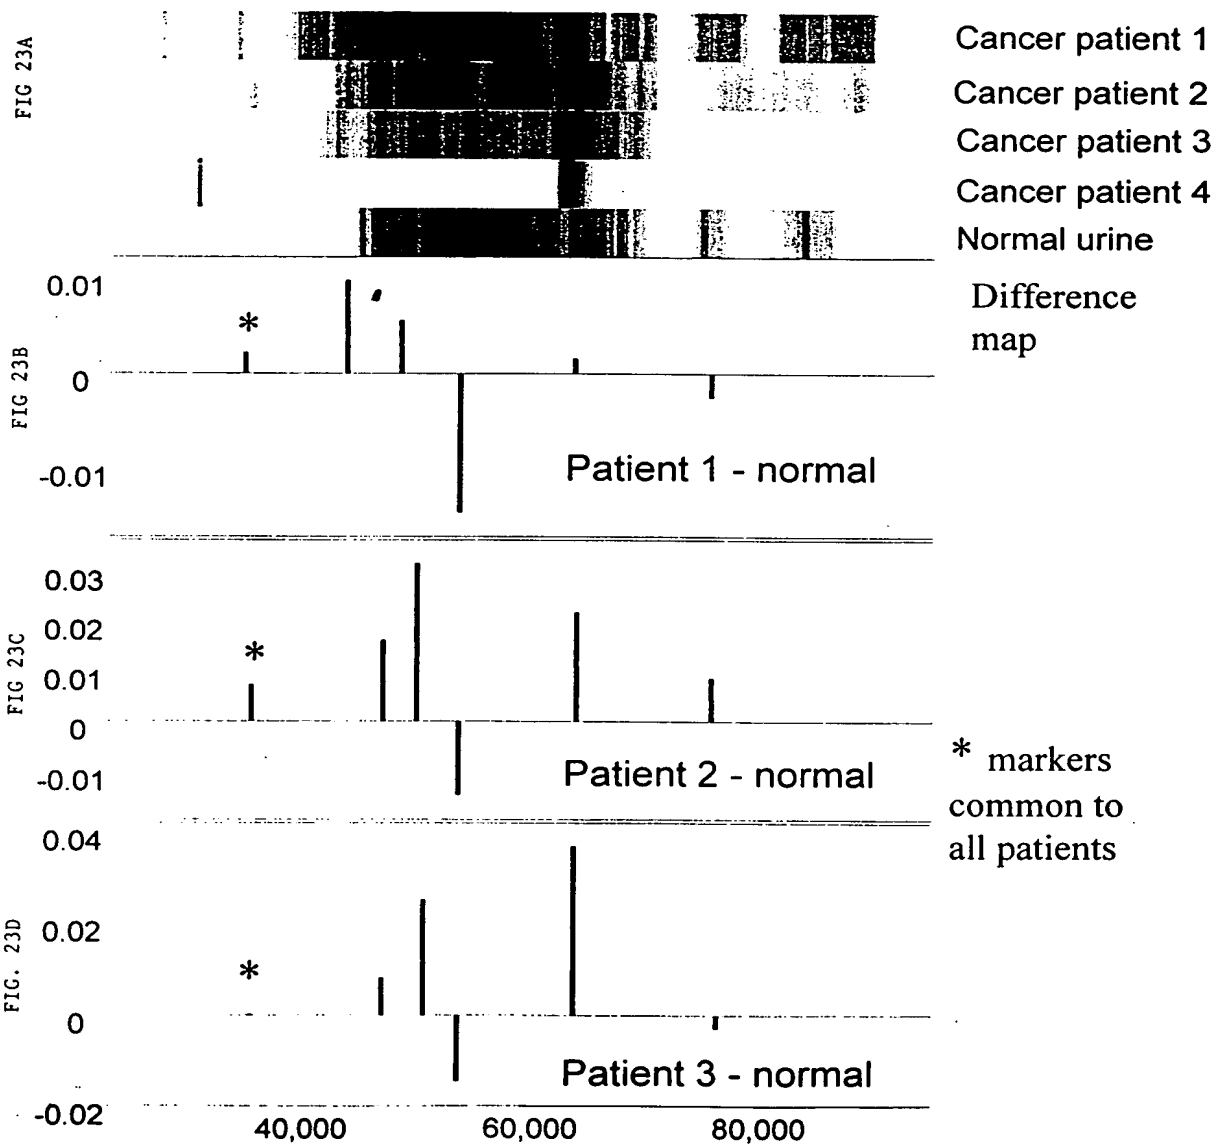 FIG 23A
Cancer patient 1
Cancer patient 2
Cancer patient 3
Cancer patient 4
Normal urine
Difference
map
FIG 23B
0.01
0
-0.01
*
Patient 1 - normal
FIG 23C
0.03
0.02
0.01
0
-0.01
*
Patient 2 - normal
* markers
common to
all patients
FIG. 23D
0.04
0.02
0
-0.02
*
Patient 3 - normal
40,000
60,000
80,000